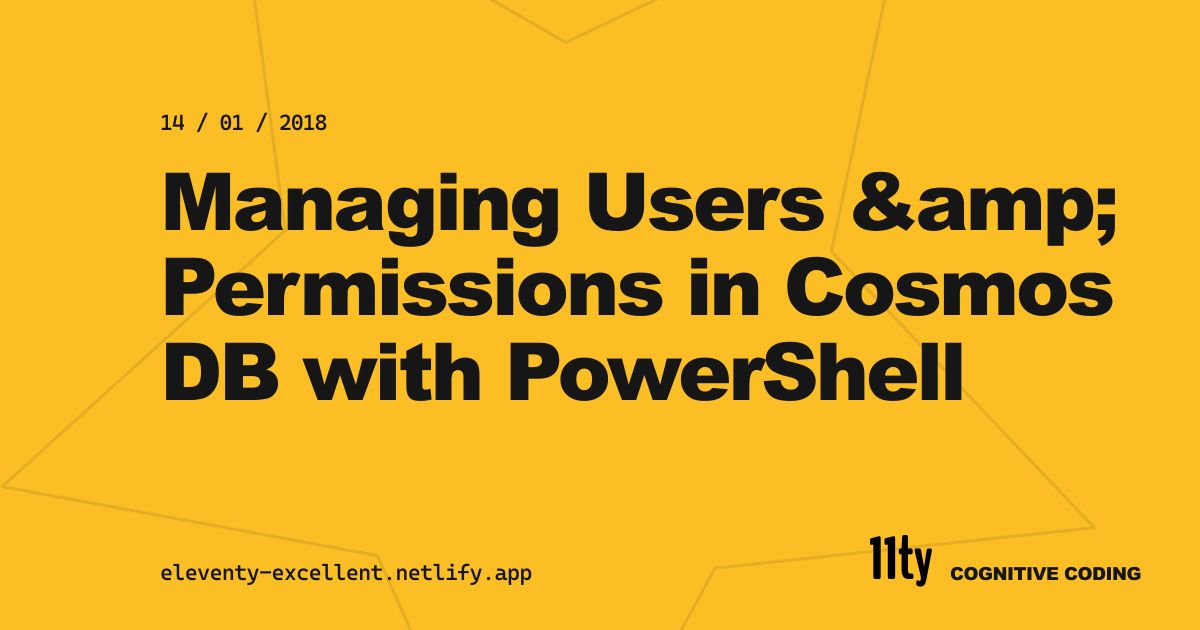 14 / 01 / 2018
Managing Users &amp;
Permissions in Cosmos
DB with PowerShell
eleventy-excellent.netlify.app
11ty COGNITIVE CODING